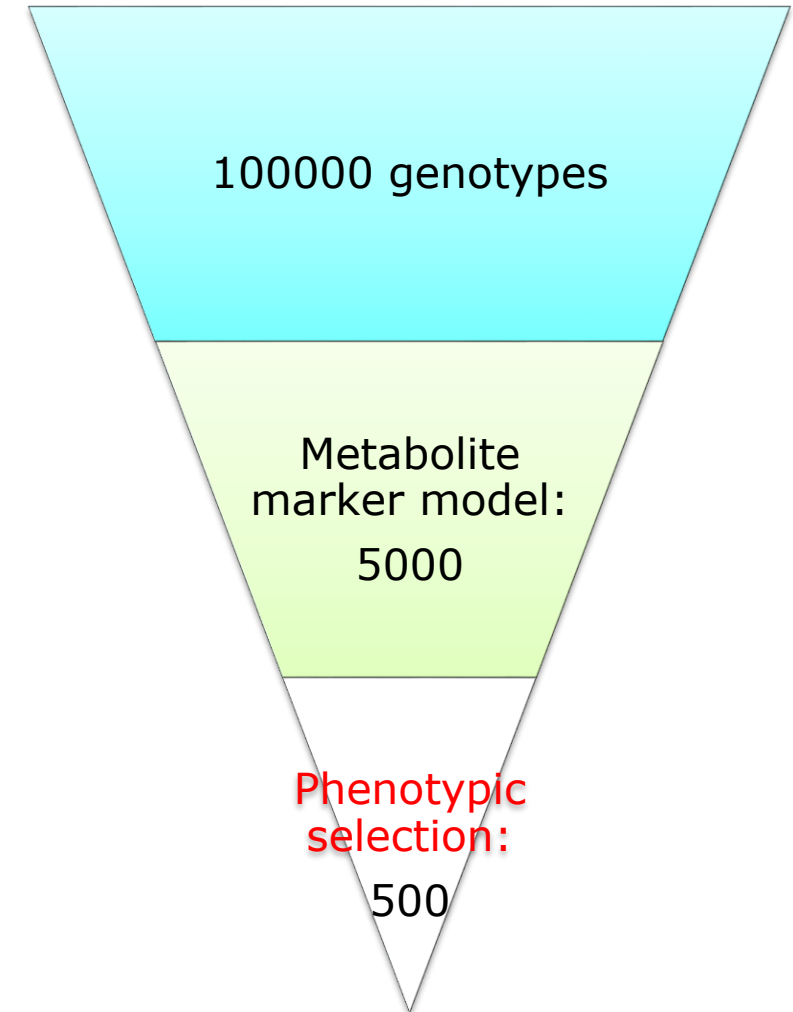 100000 genotypes
Metabolite
marker model:
5000
Phenotypic
selection:
500